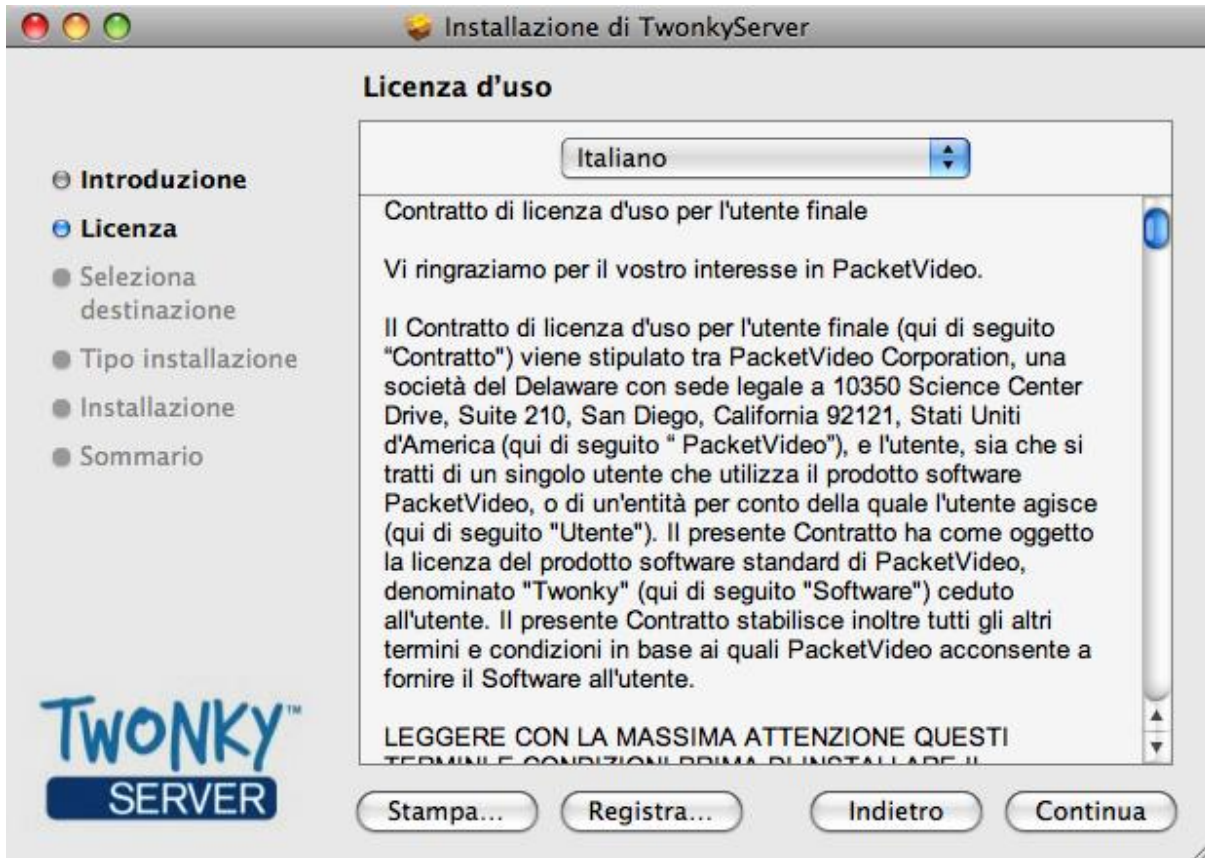 Installazione di TwonkyServer
Licenza d'uso
Introduzione
Licenza
Seleziona
destinazione
Tipo installazione
Installazione
Sommario
Italiano
Contratto di licenza d'uso per l'utente finale
Vi ringraziamo per il vostro interesse in PacketVideo.
Il Contratto di licenza d'uso per l'utente finale (qui di seguito
“Contratto") viene stipulato tra PacketVideo Corporation, una
società del Delaware con sede legale a 10350 Science Center
Drive, Suite 210, San Diego, California 92121, Stati Uniti
d'America (qui di seguito “ PacketVideo”), e l'utente, sia che si
tratti di un singolo utente che utilizza il prodotto software
PacketVideo, o di un'entità per conto della quale l'utente agisce
(qui di seguito "Utente"). Il presente Contratto ha come oggetto
la licenza del prodotto software standard di PacketVideo,
denominato "Twonky" (qui di seguito "Software") ceduto
all'utente. Il presente Contratto stabilisce inoltre tutti gli altri
termini e condizioni in base ai quali PacketVideo acconsente a
fornire il Software all'utente.
LEGGERE CON LA MASSIMA ATTENZIONE QUESTI
TERMINI E CONDIZIONI PRIMA DI INSTALLARE IL
TWONKY™
SERVER
Stampa...
Registra...
Indietro
Continua